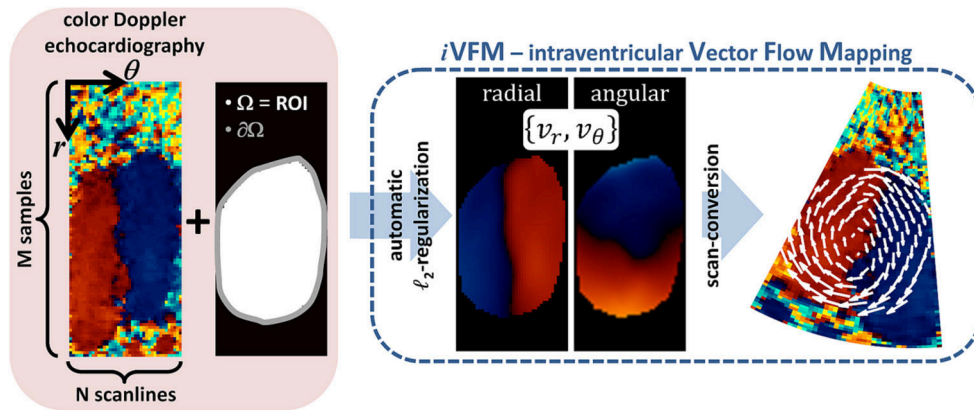 color Doppler
echocardiography
θ
r
M samples
N scanlines
+
• Ω = ROI
• ∂Ω
iVFM – intraventricular Vector Flow Mapping
automatic
ℓ₂-regularization
radial
angular
{vᵣ, v_θ}
scan-conversion